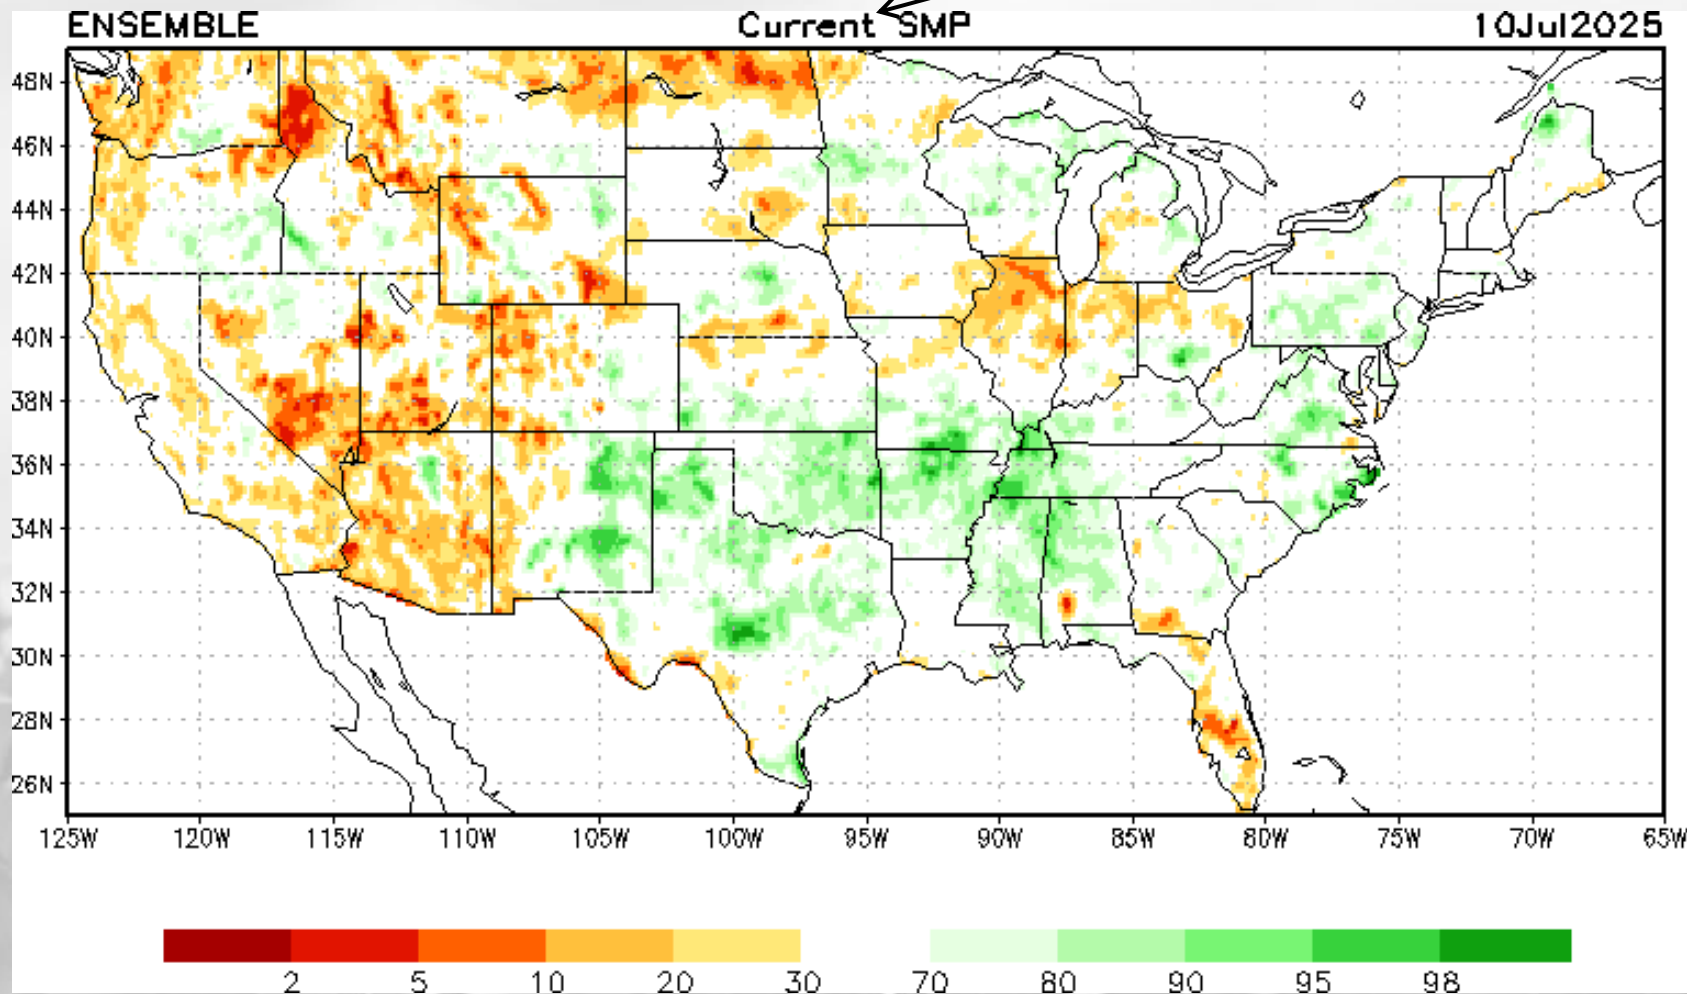 ENSEMBLE Current SMP 10Jul2025
48N
46N
44N
42N
40N
38N
36N
34N
32N
30N
28N
26N
125W 120W 115W 110W 105W 100W 95W 90W 85W 80W 75W 70W 65W
2 5 10 20 30 70 80 90 95 98